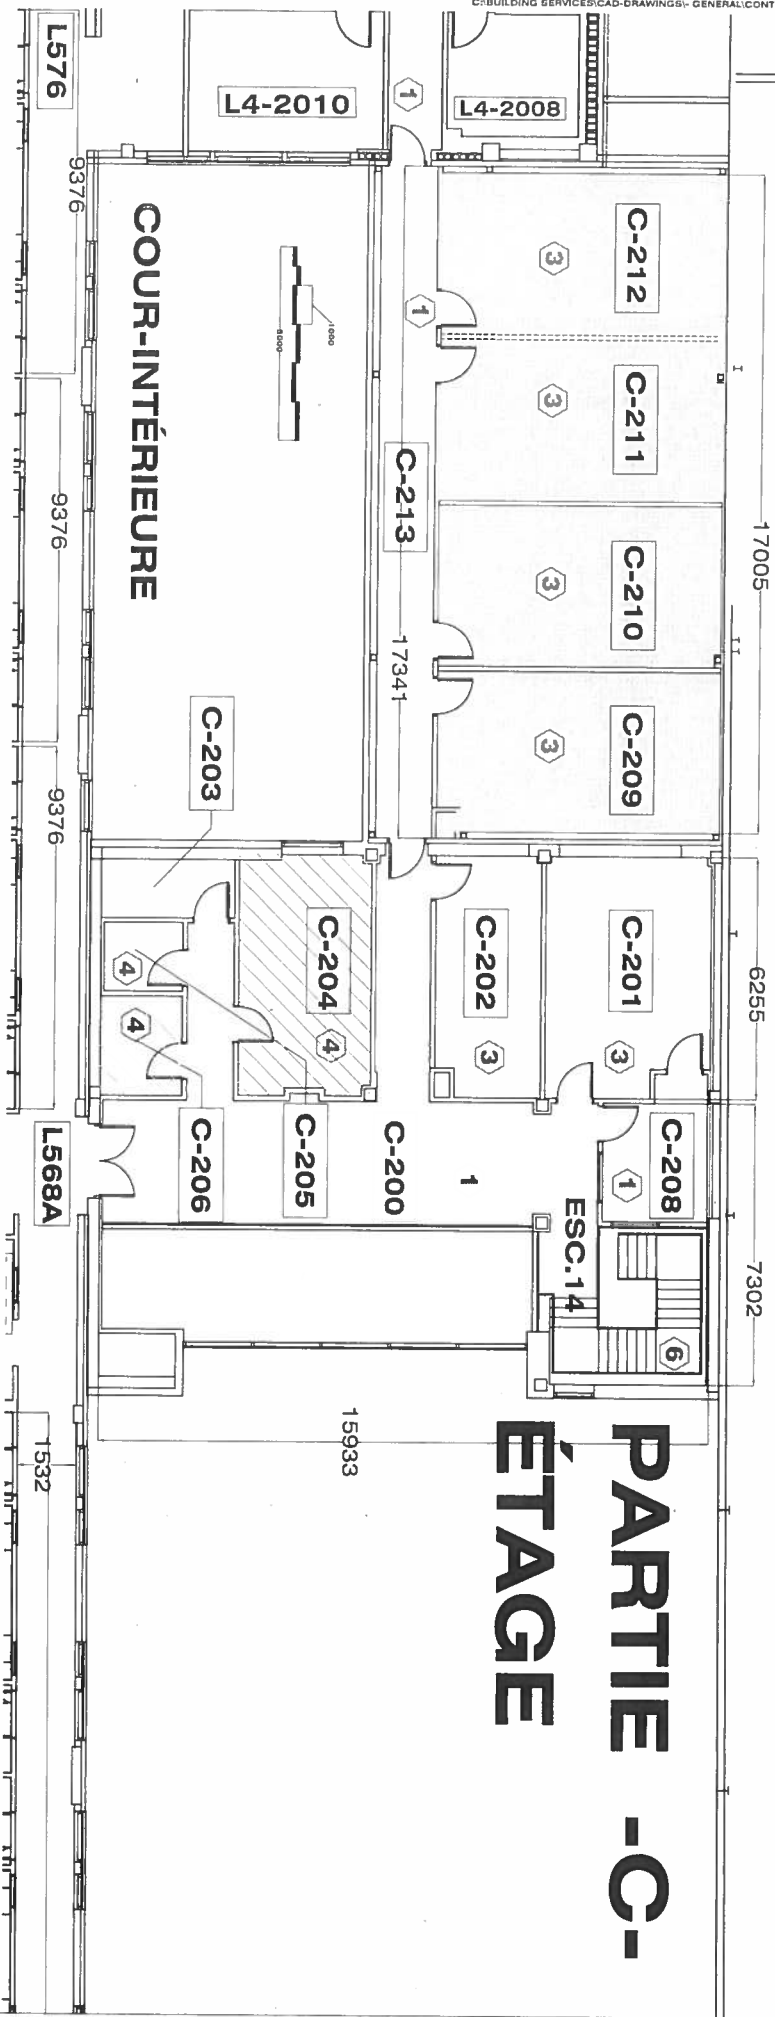 C:\BUILDING SERVICES\CAD-DRAWINGS\- GENERAL\CONT
L576
L4-2010
1
L4-2008
9376
COUR-INTÉRIEURE
1000
5000
1
C-212
3
C-211
3
C-213
17005
9376
C-210
3
17341
C-203
C-209
3
9376
C-204
4
C-202
3
C-201
3
6255
4
4
L568A
C-206
C-205
C-200
1
C-208
1
ESC.14
7302
6
15933
1532
PARTIE -C-
ÉTAGE